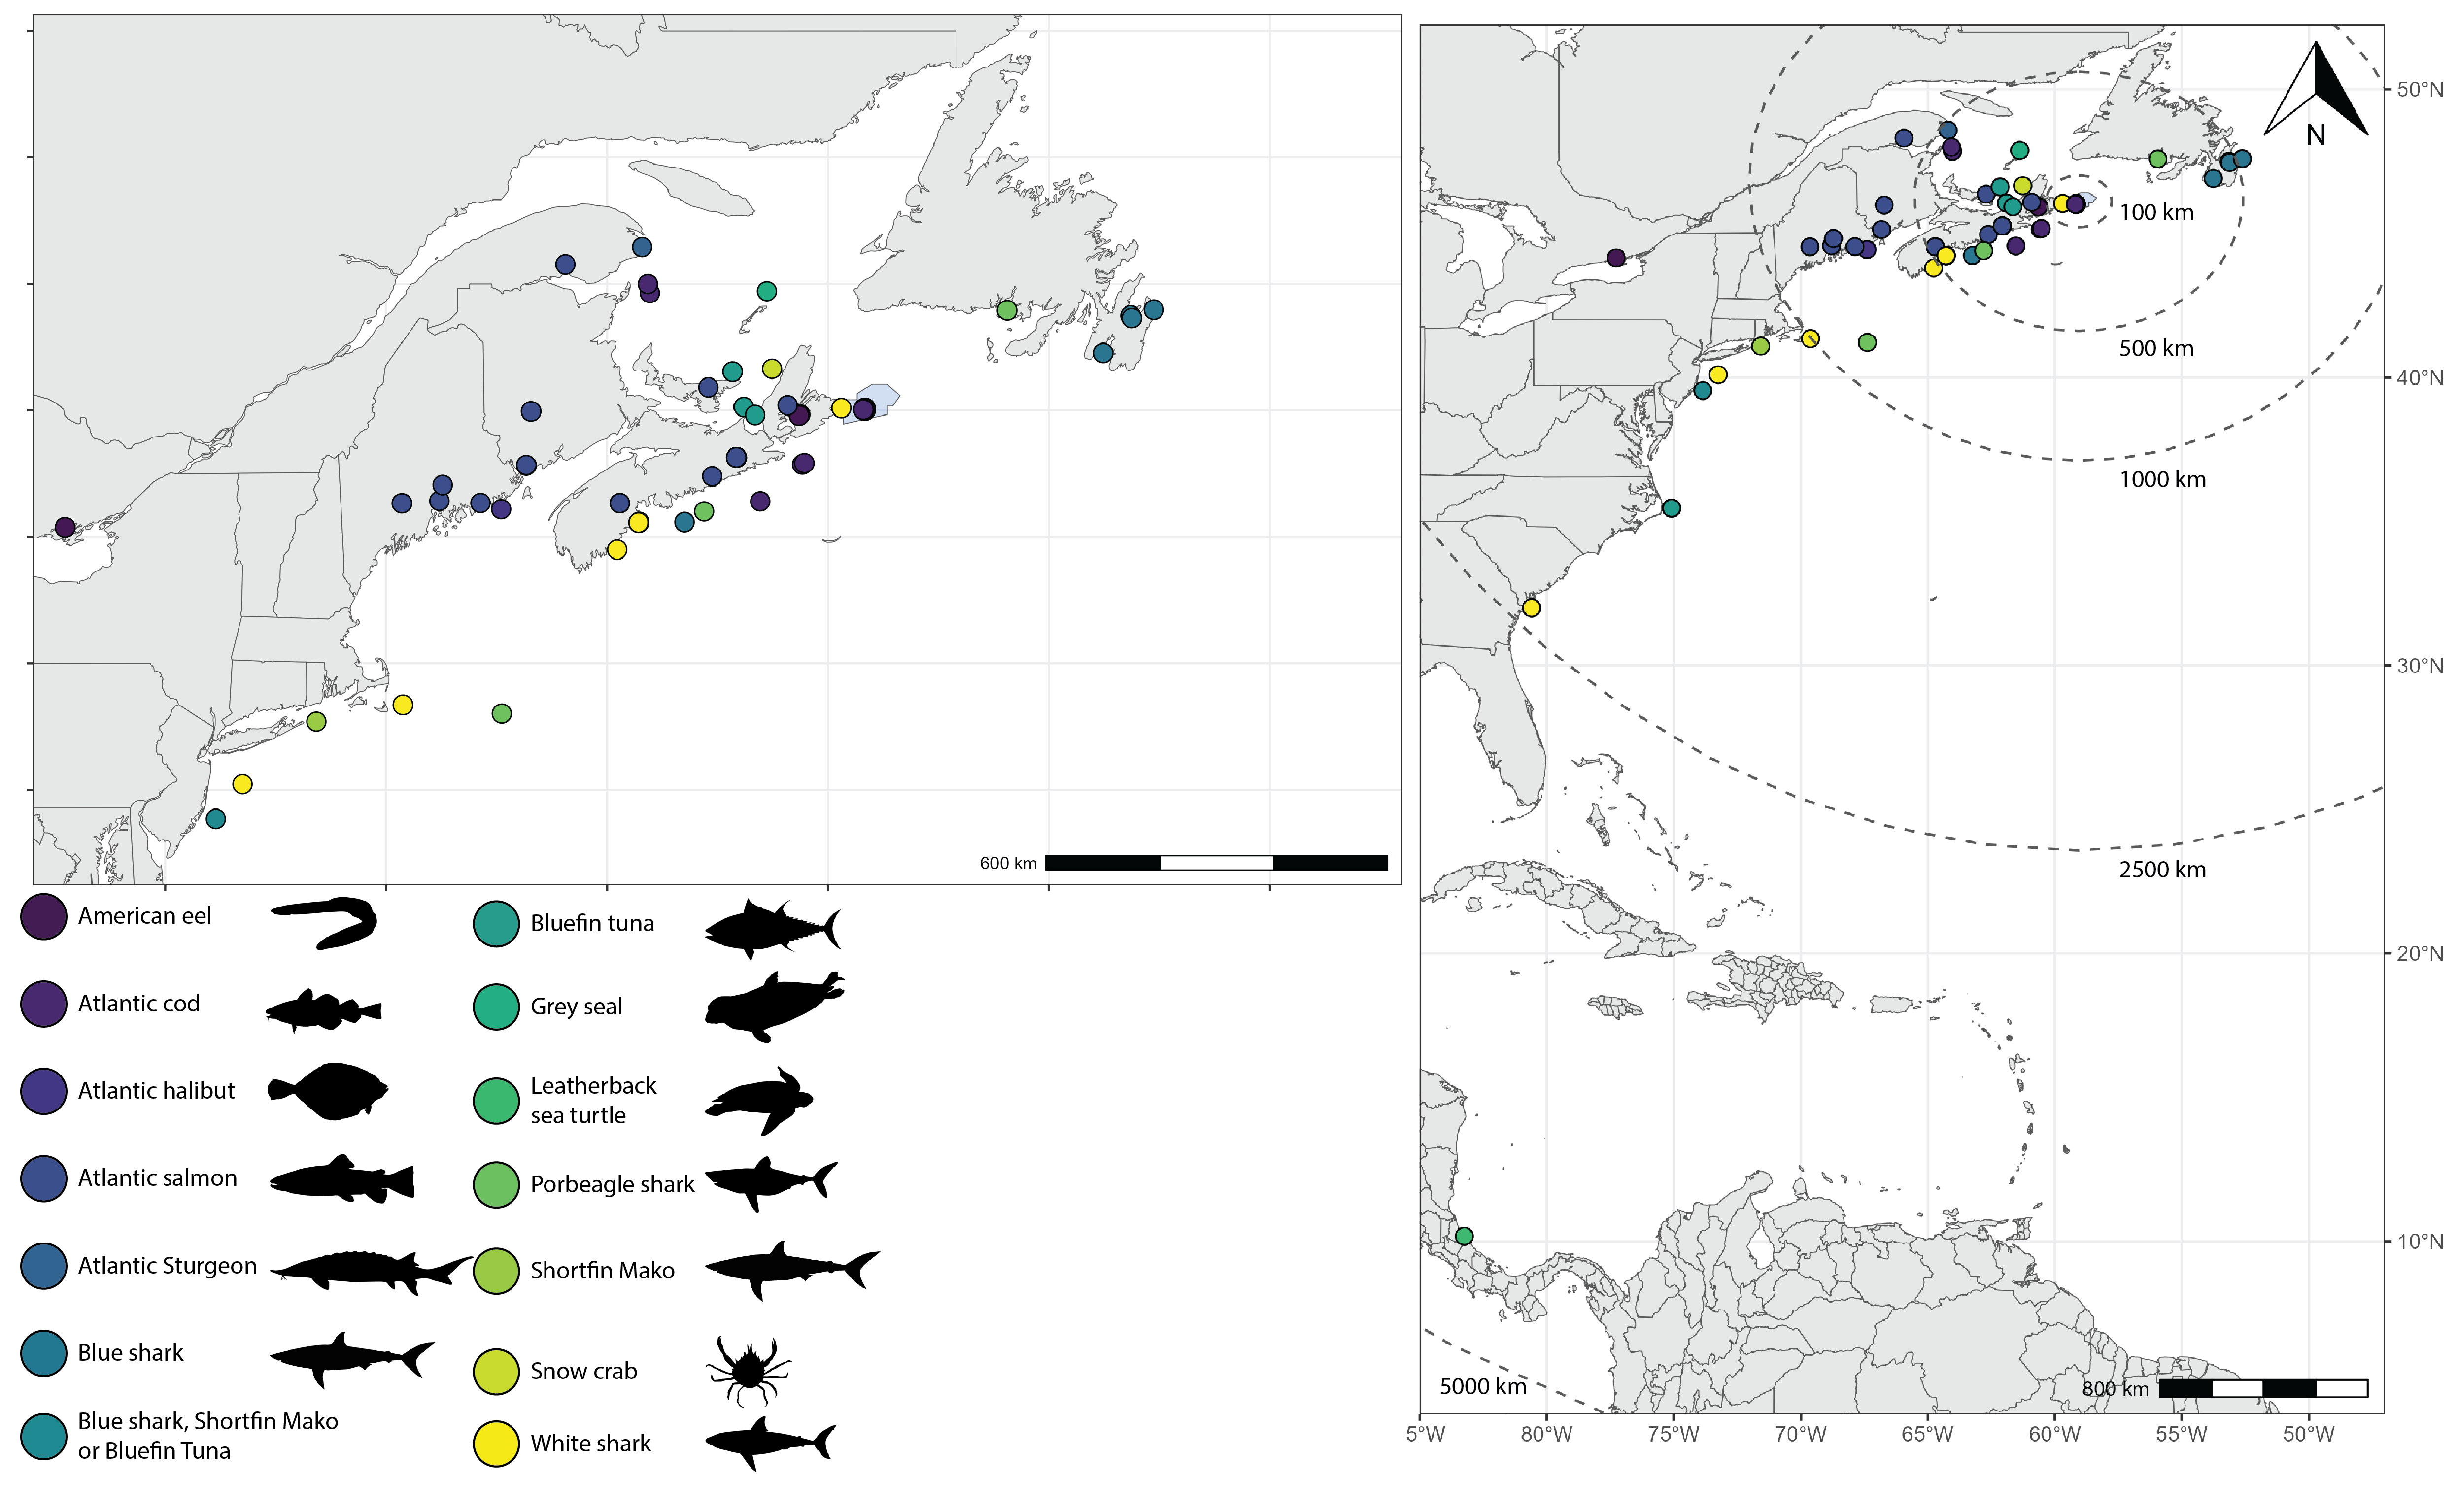 N
100 km
500 km
1000 km
2500 km
5000 km
800 km
50°N
40°N
30°N
20°N
10°N
5°W
80°W
75°W
70°W
65°W
60°W
55°W
50°W
600 km
American eel
Atlantic cod
Atlantic halibut
Atlantic salmon
Atlantic Sturgeon
Blue shark
Blue shark, Shortfin Mako
or Bluefin Tuna
Bluefin tuna
Grey seal
Leatherback
sea turtle
Porbeagle shark
Shortfin Mako
Snow crab
White shark